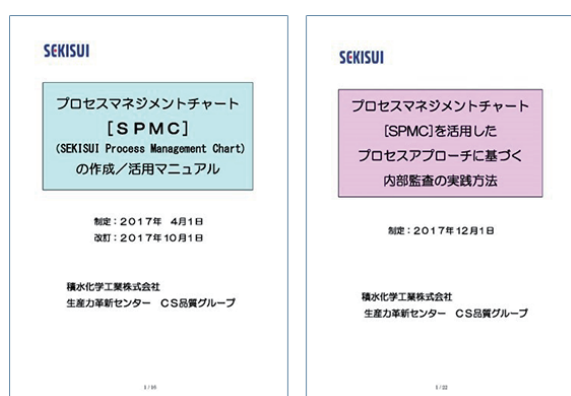 SEKISUI
プロセスマネジメントチャート
[SPMC]
(SEKISUI Process Management Chart)
の作成／活用マニュアル
制定：2017年 4月1日
改訂：2017年10月1日
積水化学工業株式会社
生産力革新センター CS品質グループ
SEKISUI
プロセスマネジメントチャート
[SPMC]を活用した
プロセスアプローチに基づく
内部監査の実践方法
制定：2017年12月1日
積水化学工業株式会社
生産力革新センター CS品質グループ
1 / 22